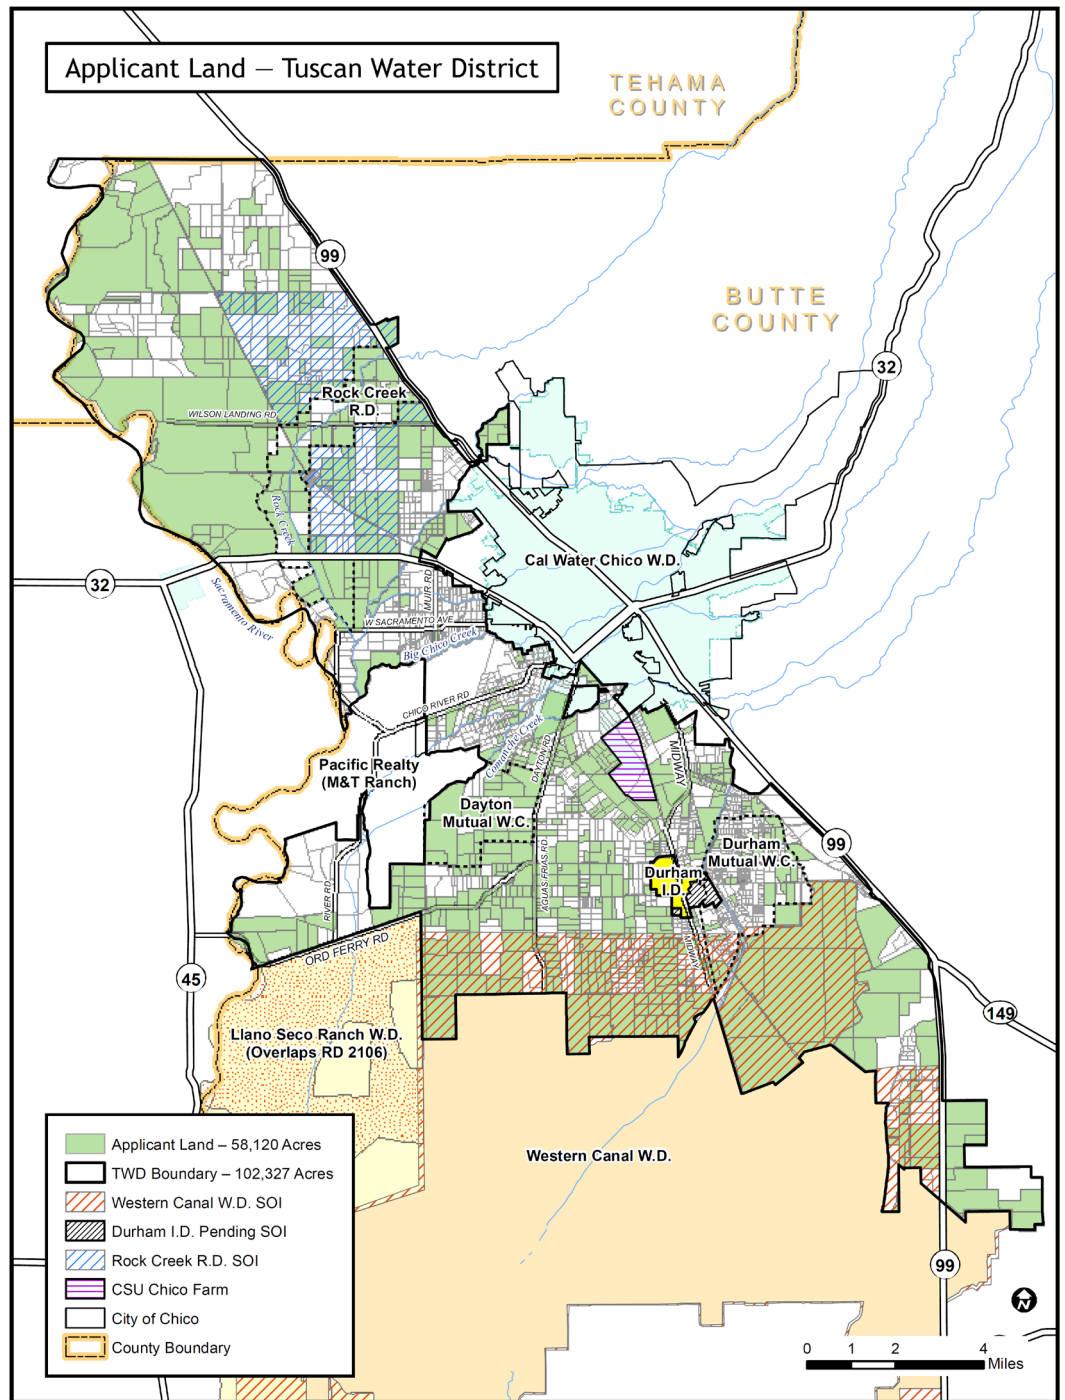 Applicant Land – Tuscan Water District
TEHAMA
COUNTY
99
BUTTE
COUNTY
32
Rock Creek
R.D.
WILSON LANDING RD
Rock Creek
Cal Water Chico W.D.
32
MUIR RD
Sacramento River
W SACRAMENTO AVE
Big Chico Creek
CHICO RIVER RD
Comanche Creek
DAYTON RD
MIDWAY
Pacific Realty
(M&T Ranch)
Dayton
Mutual W.C.
Durham
Mutual W.C.
99
Durham
I.D.
AGUAS FRIAS RD
RIVER RD
ORD FERRY RD
MIDWAY
45
149
Llano Seco Ranch W.D.
(Overlaps RD 2106)
Western Canal W.D.
99
Applicant Land – 58,120 Acres
TWD Boundary – 102,327 Acres
Western Canal W.D. SOI
Durham I.D. Pending SOI
Rock Creek R.D. SOI
CSU Chico Farm
City of Chico
County Boundary
N
0 1 2 4
Miles